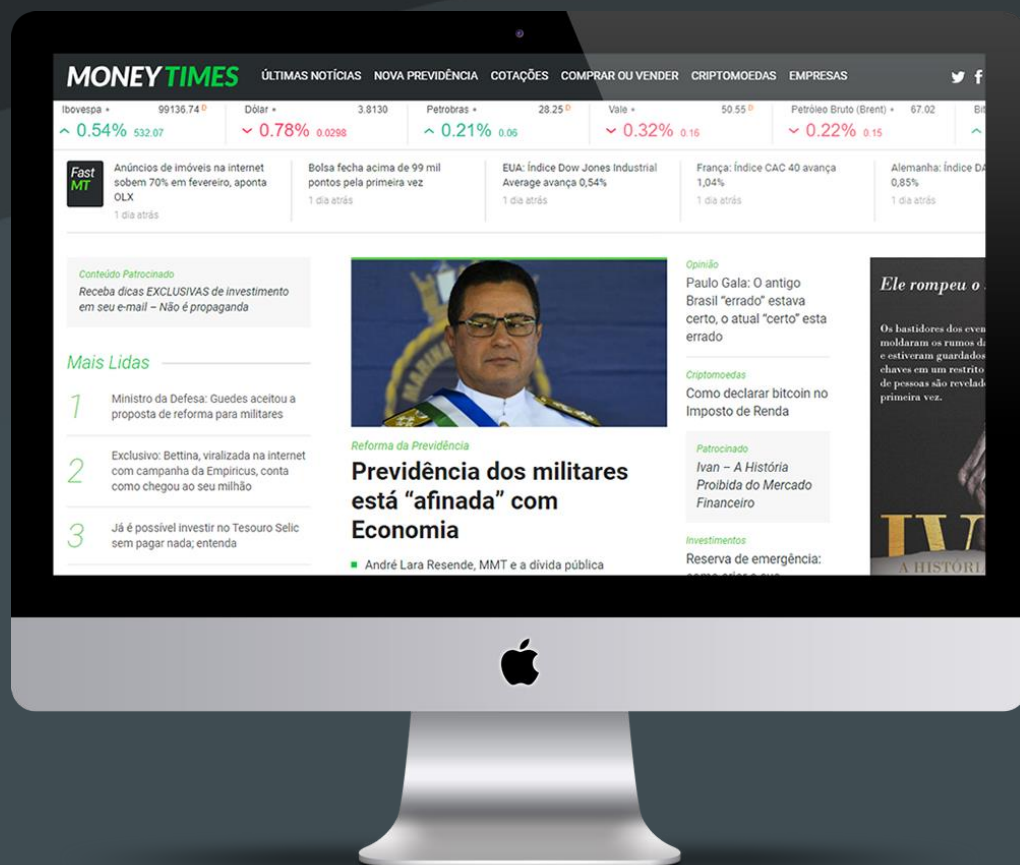 MONEY TIMES
ÚLTIMAS NOTÍCIAS NOVA PREVIDÊNCIA COTAÇÕES COMPRAR OU VENDER CRIPTOMOEDAS EMPRESAS
Ibovespa 99136.74 D
0.54% 532.07
Dólar 3.8130
0.78% 0.0298
Petrobras 28.25 D
0.21% 0.06
Vale 50.55 D
0.32% 0.16
Petróleo Bruto (Brent) 67.02
0.22% 0.15
Fast
MT
Anúncios de imóveis na internet
sobem 70% em fevereiro, aponta
OLX
1 dia atrás
Bolsa fecha acima de 99 mil
pontos pela primeira vez
1 dia atrás
EUA: Índice Dow Jones Industrial
Average avança 0,54%
1 dia atrás
França: Índice CAC 40 avança
1,04%
1 dia atrás
Alemanha: Índice DA
0,85%
1 dia atrás
Conteúdo Patrocinado
Receba dicas EXCLUSIVAS de investimento
em seu e-mail – Não é propaganda
Mais Lidas
1
Ministro da Defesa: Guedes aceitou a
proposta de reforma para militares
2
Exclusivo: Bettina, viralizada na internet
com campanha da Empiricus, conta
como chegou ao seu milhão
3
Já é possível investir no Tesouro Selic
sem pagar nada; entenda
Reforma da Previdência
Previdência dos militares
está “afinada” com
Economia
André Lara Resende, MMT e a dívida pública
Opinião
Paulo Gala: O antigo
Brasil “errado” estava
certo, o atual “certo” esta
errado
Criptomoedas
Como declarar bitcoin no
Imposto de Renda
Patrocinado
Ivan – A História
Proibida do Mercado
Financeiro
Investimentos
Reserva de emergência:
Ele rompeu o
Os bastidores dos even
moldaram os rumos da
e estiveram guardados
chaves em um restrito
de pessoas são revelad
primeira vez.
IV
A HISTÓRI